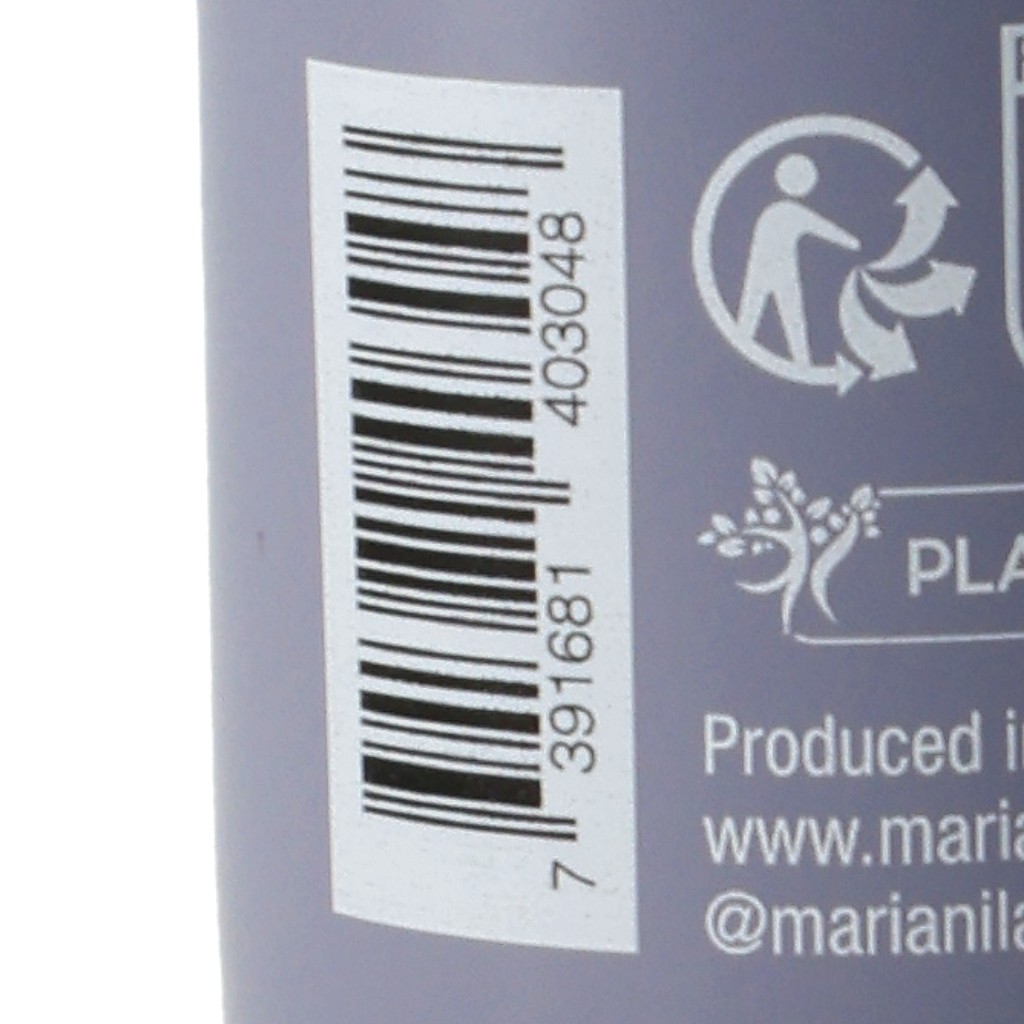 7 391681 403048
PLA
Produced i
www.maria
@marianila